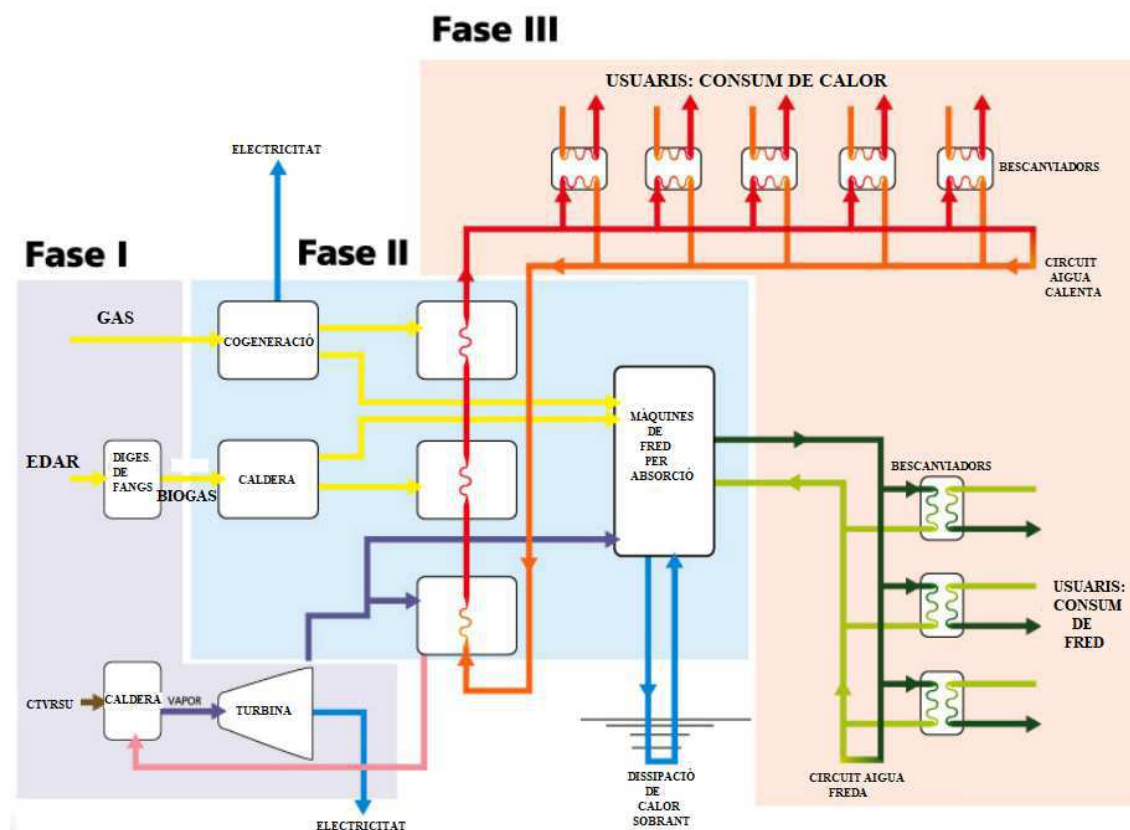 Fase III
USUARIS: CONSUM DE CALOR
ELECTRICITAT
BESCANVIADORS
Fase I
Fase II
CIRCUIT
AIGUA
CALENTA
GAS
COGENERACIÓ
MÀQUINES
DE
FRED
PER
ABSORCIÓ
EDAR
DIGES.
DE
FANGS
BIOGAS
CALDERA
BESCANVIADORS
USUARIS:
CONSUM
DE
FRED
CTVRSU
CALDERA
VAPOR
TURBINA
DISSIPACIÓ
DE
CALOR
SOBRANT
CIRCUIT AIGUA
FREDA
ELECTRICITAT